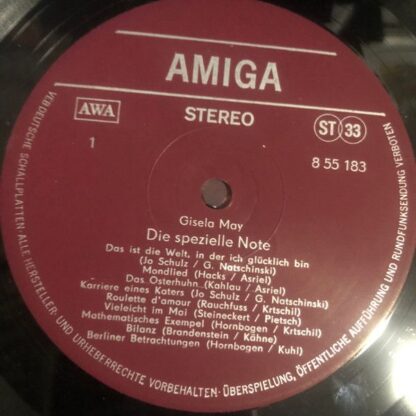 AMIGA
AWA
STEREO
ST 33
1
8 55 183
Gisela May
Die spezielle Note
Das ist die Welt, in der ich glücklich bin
(Jo Schulz / G. Natschinski)
Mondlied (Hacks / Asriel)
Das Osterhuhn (Kahlau / Asriel)
Karriere eines Katers (Jo Schulz / G. Natschinski)
Roulette d'amour (Rauchfuss / Krtschil)
Vieleicht im Mai (Steineckert / Pietsch)
Mathematisches Exempel (Hornbogen / Krtschil)
Bilanz (Brandenstein / Kähne)
Berliner Betrachtungen (Hornbogen / Kuhl)
VEB DEUTSCHE SCHALLPLATTEN ALLE HERSTELLER- UND URHEBERRECHTE VORBEHALTEN · ÜBERSPIELUNG, ÖFFENTLICHE AUFFÜHRUNG UND RUNDFUNKSENDUNG VERBOTEN